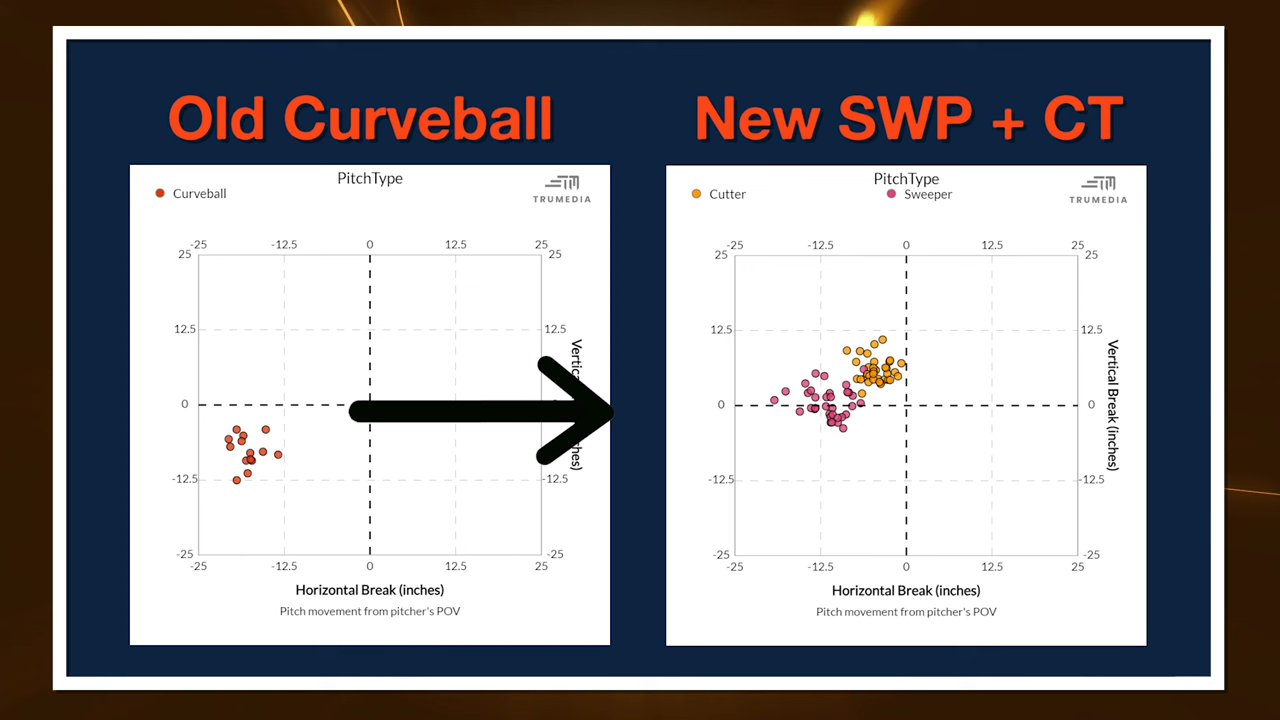 Old Curveball
PitchType
Curveball
TRUMEDIA
-25 -12.5 0 12.5 25
25 25
12.5 12.5
0
-12.5 -12.5
-25 -25
-25 -12.5 0 12.5 25
Horizontal Break (inches)
Pitch movement from pitcher's POV
New SWP + CT
PitchType
Cutter Sweeper
TRUMEDIA
-25 -12.5 0 12.5 25
25 25
12.5 12.5
0 0
-12.5 -12.5
-25 -25
-25 -12.5 0 12.5 25
Vertical Break (inches)
Horizontal Break (inches)
Pitch movement from pitcher's POV